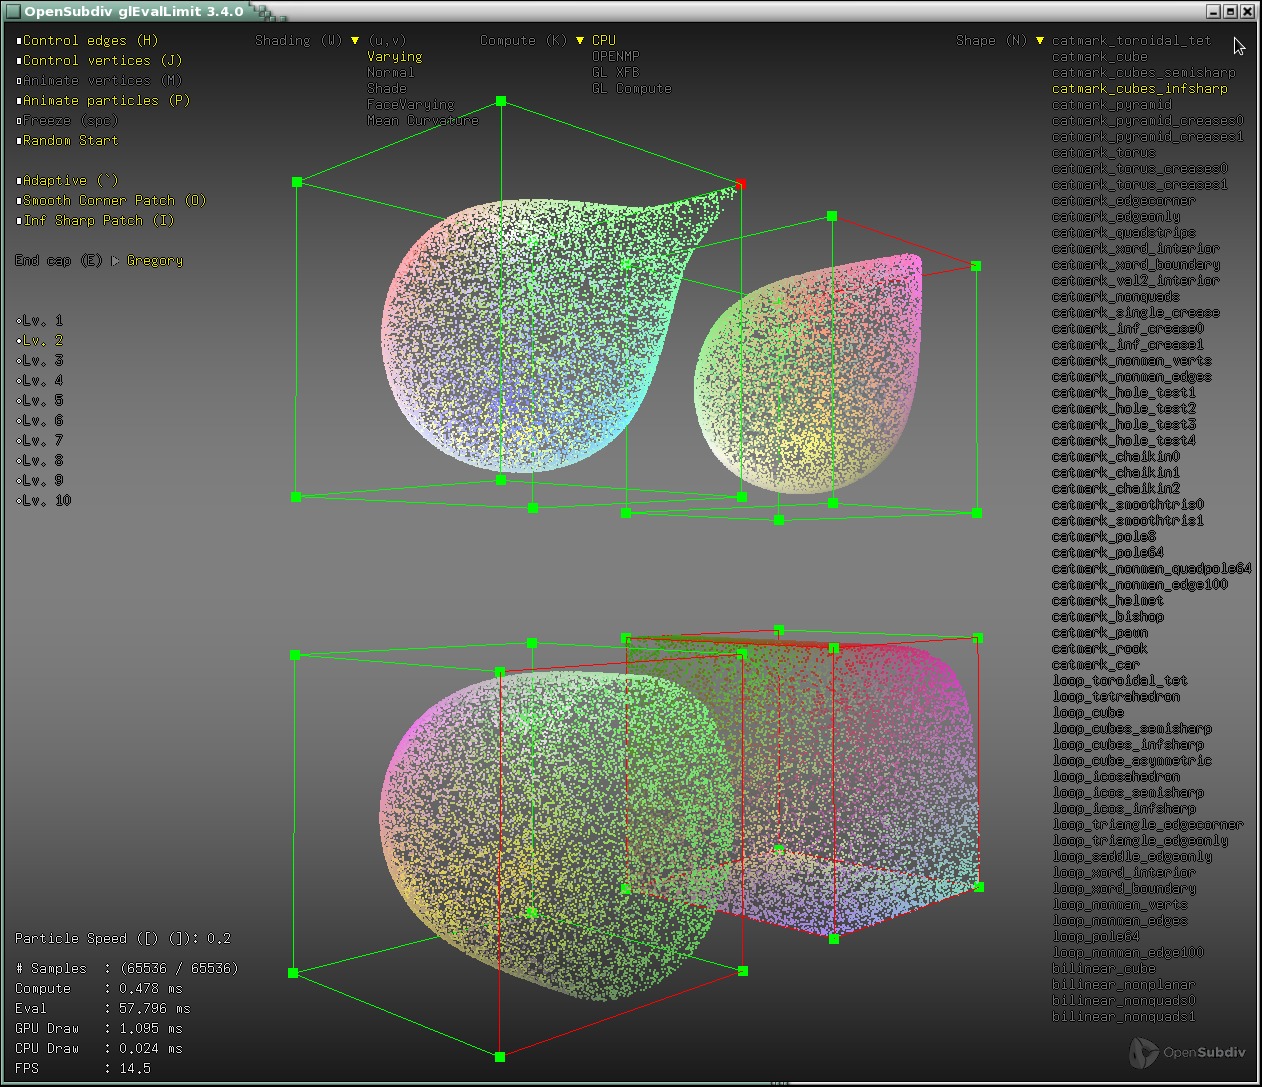 OpenSubdiv glEvalLimit 3.4.0
Control edges (H)
Control vertices (J)
Animate vertices (M)
Animate particles (P)
Freeze (spc)
Random Start
Adaptive (`)
Smooth Corner Patch (O)
Inf Sharp Patch (I)
End cap (E) ▷ Gregory
Lv. 1
Lv. 2
Lv. 3
Lv. 4
Lv. 5
Lv. 6
Lv. 7
Lv. 8
Lv. 9
Lv. 10
Shading (W) ▼ (u,v)
Varying
Normal
Shade
FaceVarying
Mean Curvature
Compute (K) ▼ CPU
OPENMP
GL XFB
GL Compute
Shape (N) ▼ catmark_toroidal_tet
catmark_cube
catmark_cubes_semisharp
catmark_cubes_infsharp
catmark_pyramid
catmark_pyramid_creases0
catmark_pyramid_creases1
catmark_torus
catmark_torus_creases0
catmark_torus_creases1
catmark_edgecorner
catmark_edgeonly
catmark_quadstrips
catmark_xord_interior
catmark_xord_boundary
catmark_val2_interior
catmark_nonquads
catmark_single_crease
catmark_inf_crease0
catmark_inf_crease1
catmark_nonman_verts
catmark_nonman_edges
catmark_hole_test1
catmark_hole_test2
catmark_hole_test3
catmark_hole_test4
catmark_chaikin0
catmark_chaikin1
catmark_chaikin2
catmark_smoothtris0
catmark_smoothtris1
catmark_pole8
catmark_pole64
catmark_nonman_quadpole64
catmark_nonman_edge100
catmark_helmet
catmark_bishop
catmark_pawn
catmark_rook
catmark_car
loop_toroidal_tet
loop_tetrahedron
loop_cube
loop_cubes_semisharp
loop_cubes_infsharp
loop_cube_asymmetric
loop_icosahedron
loop_icos_semisharp
loop_icos_infsharp
loop_triangle_edgecorner
loop_triangle_edgeonly
loop_saddle_edgeonly
loop_xord_interior
loop_xord_boundary
loop_nonman_verts
loop_nonman_edges
loop_pole64
loop_nonman_edge100
bilinear_cube
bilinear_nonplanar
bilinear_nonquads0
bilinear_nonquads1
Particle Speed ([) (]): 0.2
# Samples : (65536 / 65536)
Compute : 0.478 ms
Eval : 57.796 ms
GPU Draw : 1.095 ms
CPU Draw : 0.024 ms
FPS : 14.5
OpenSubdiv